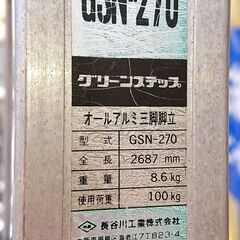 GSN-270
グリーンステップ
オールアルミ三脚脚立
型式 GSN-270
全長 2687 mm
重量 8.6 kg
使用荷重 100 kg
長谷川工業株式会社